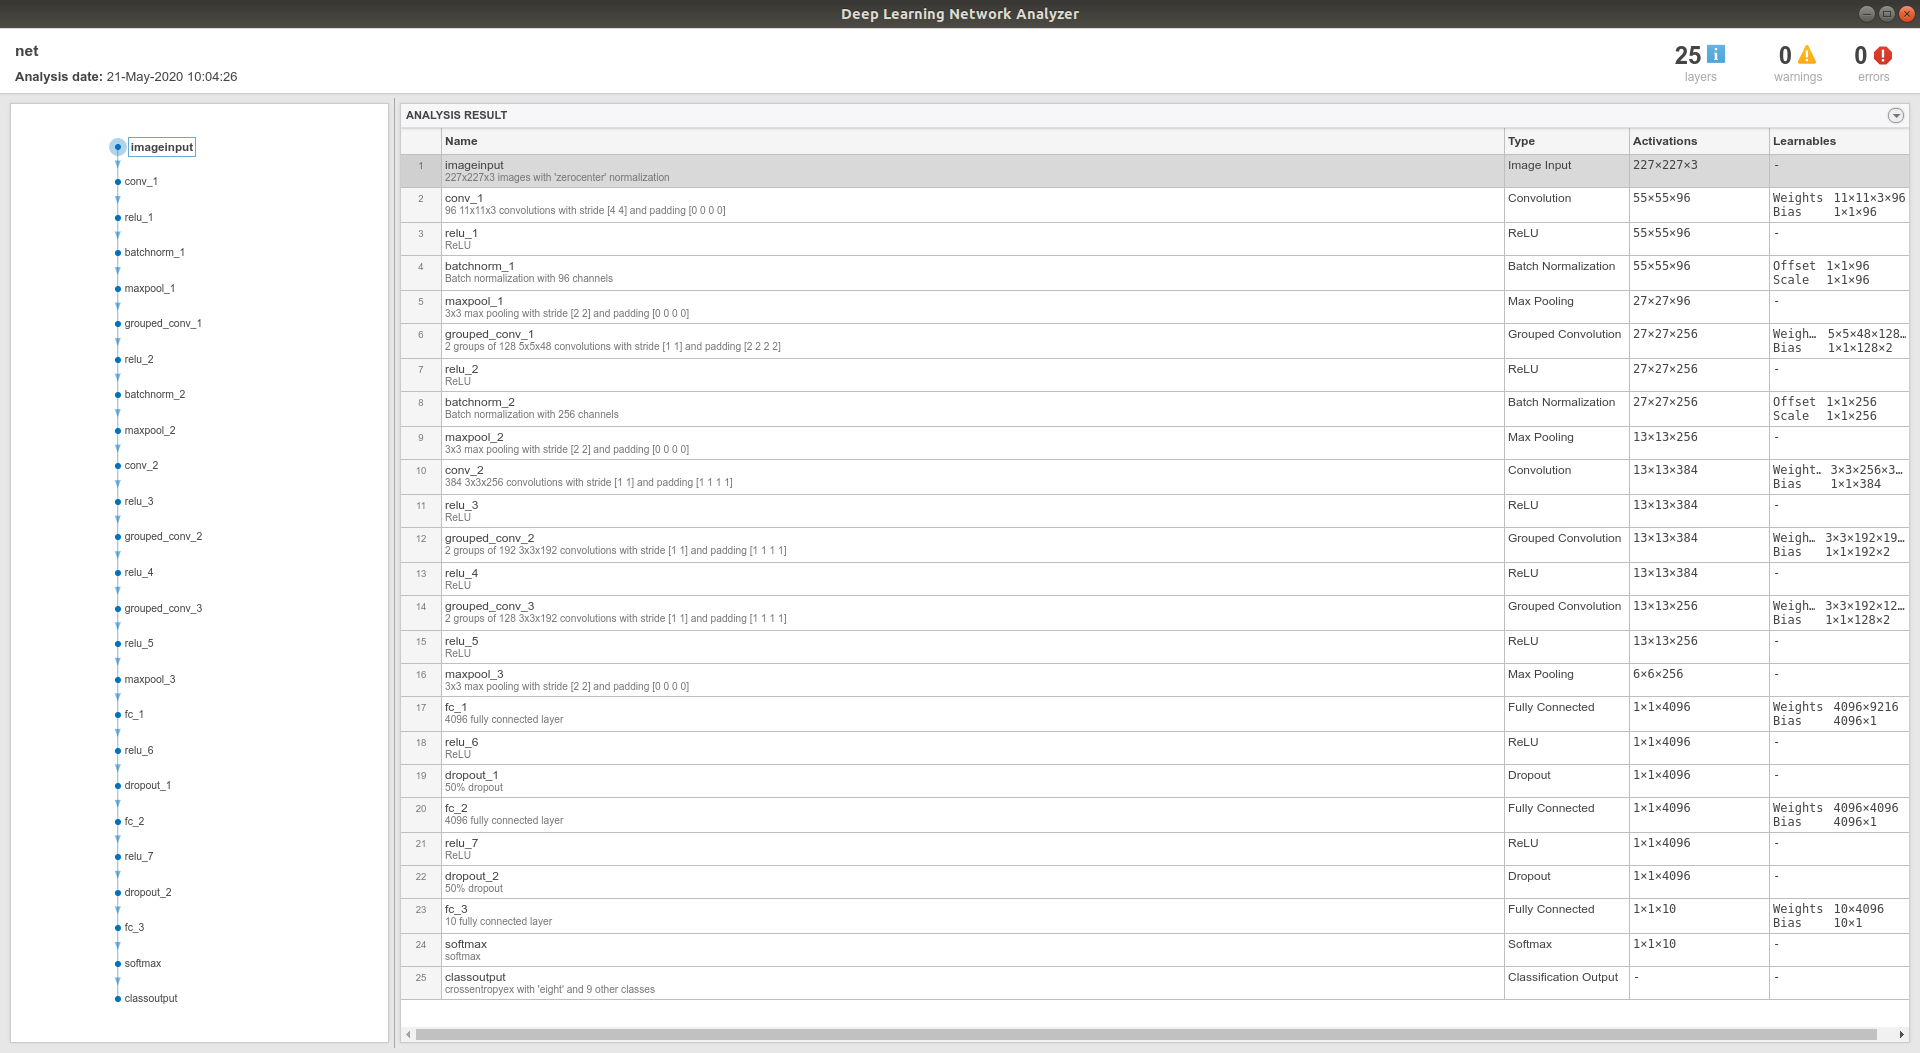 Deep Learning Network Analyzer
net
Analysis date: 21-May-2020 10:04:26
25 layers
0 warnings
0 errors
imageinput
conv_1
relu_1
batchnorm_1
maxpool_1
grouped_conv_1
relu_2
batchnorm_2
maxpool_2
conv_2
relu_3
grouped_conv_2
relu_4
grouped_conv_3
relu_5
maxpool_3
fc_1
relu_6
dropout_1
fc_2
relu_7
dropout_2
fc_3
softmax
classoutput
ANALYSIS RESULT
Name Type Activations Learnables
1 imageinput Image Input 227×227×3 -
227x227x3 images with 'zerocenter' normalization
2 conv_1 Convolution 55×55×96 Weights 11×11×3×96
96 11x11x3 convolutions with stride [4 4] and padding [0 0 0 0] Bias 1×1×96
3 relu_1 ReLU 55×55×96 -
ReLU
4 batchnorm_1 Batch Normalization 55×55×96 Offset 1×1×96
Batch normalization with 96 channels Scale 1×1×96
5 maxpool_1 Max Pooling 27×27×96 -
3x3 max pooling with stride [2 2] and padding [0 0 0 0]
6 grouped_conv_1 Grouped Convolution 27×27×256 Weigh… 5×5×48×128…
2 groups of 128 5x5x48 convolutions with stride [1 1] and padding [2 2 2 2] Bias 1×1×128×2
7 relu_2 ReLU 27×27×256 -
ReLU
8 batchnorm_2 Batch Normalization 27×27×256 Offset 1×1×256
Batch normalization with 256 channels Scale 1×1×256
9 maxpool_2 Max Pooling 13×13×256 -
3x3 max pooling with stride [2 2] and padding [0 0 0 0]
10 conv_2 Convolution 13×13×384 Weight… 3×3×256×3…
384 3x3x256 convolutions with stride [1 1] and padding [1 1 1 1] Bias 1×1×384
11 relu_3 ReLU 13×13×384 -
ReLU
12 grouped_conv_2 Grouped Convolution 13×13×384 Weigh… 3×3×192×19…
2 groups of 192 3x3x192 convolutions with stride [1 1] and padding [1 1 1 1] Bias 1×1×192×2
13 relu_4 ReLU 13×13×384 -
ReLU
14 grouped_conv_3 Grouped Convolution 13×13×256 Weigh… 3×3×192×12…
2 groups of 128 3x3x192 convolutions with stride [1 1] and padding [1 1 1 1] Bias 1×1×128×2
15 relu_5 ReLU 13×13×256 -
ReLU
16 maxpool_3 Max Pooling 6×6×256 -
3x3 max pooling with stride [2 2] and padding [0 0 0 0]
17 fc_1 Fully Connected 1×1×4096 Weights 4096×9216
4096 fully connected layer Bias 4096×1
18 relu_6 ReLU 1×1×4096 -
ReLU
19 dropout_1 Dropout 1×1×4096 -
50% dropout
20 fc_2 Fully Connected 1×1×4096 Weights 4096×4096
4096 fully connected layer Bias 4096×1
21 relu_7 ReLU 1×1×4096 -
ReLU
22 dropout_2 Dropout 1×1×4096 -
50% dropout
23 fc_3 Fully Connected 1×1×10 Weights 10×4096
10 fully connected layer Bias 10×1
24 softmax Softmax 1×1×10 -
softmax
25 classoutput Classification Output - -
crossentropyex with 'eight' and 9 other classes